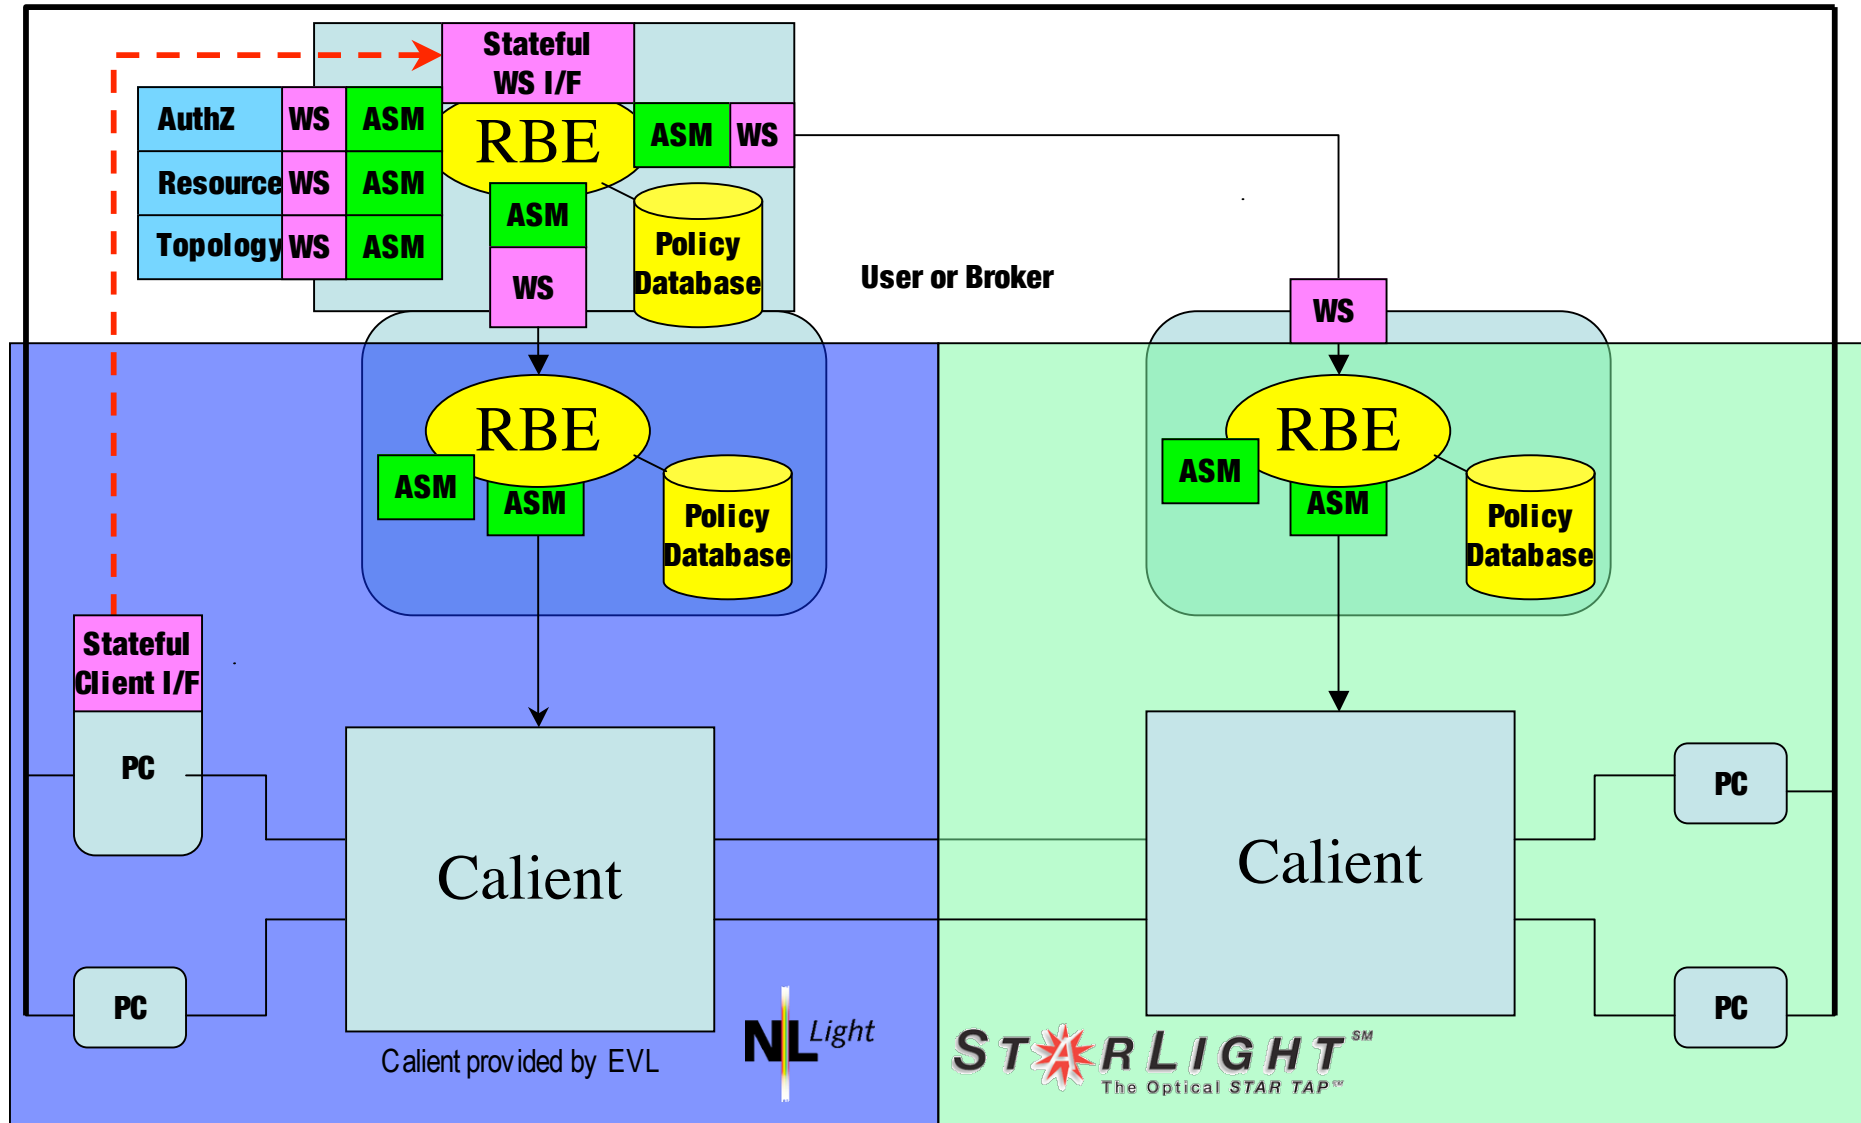 Stateful
WS I/F
AuthZ WS ASM
RBE
ASM WS
Resource WS ASM
Topology WS ASM
ASM
WS
Policy
Database
User or Broker
WS
RBE
ASM
ASM
Policy
Database
RBE
ASM
ASM
Policy
Database
Stateful
Client I/F
PC
Calient
Calient
PC
PC
PC
Calient provided by EVL
NL Light
STARLIGHT SM
The Optical STAR TAP TM